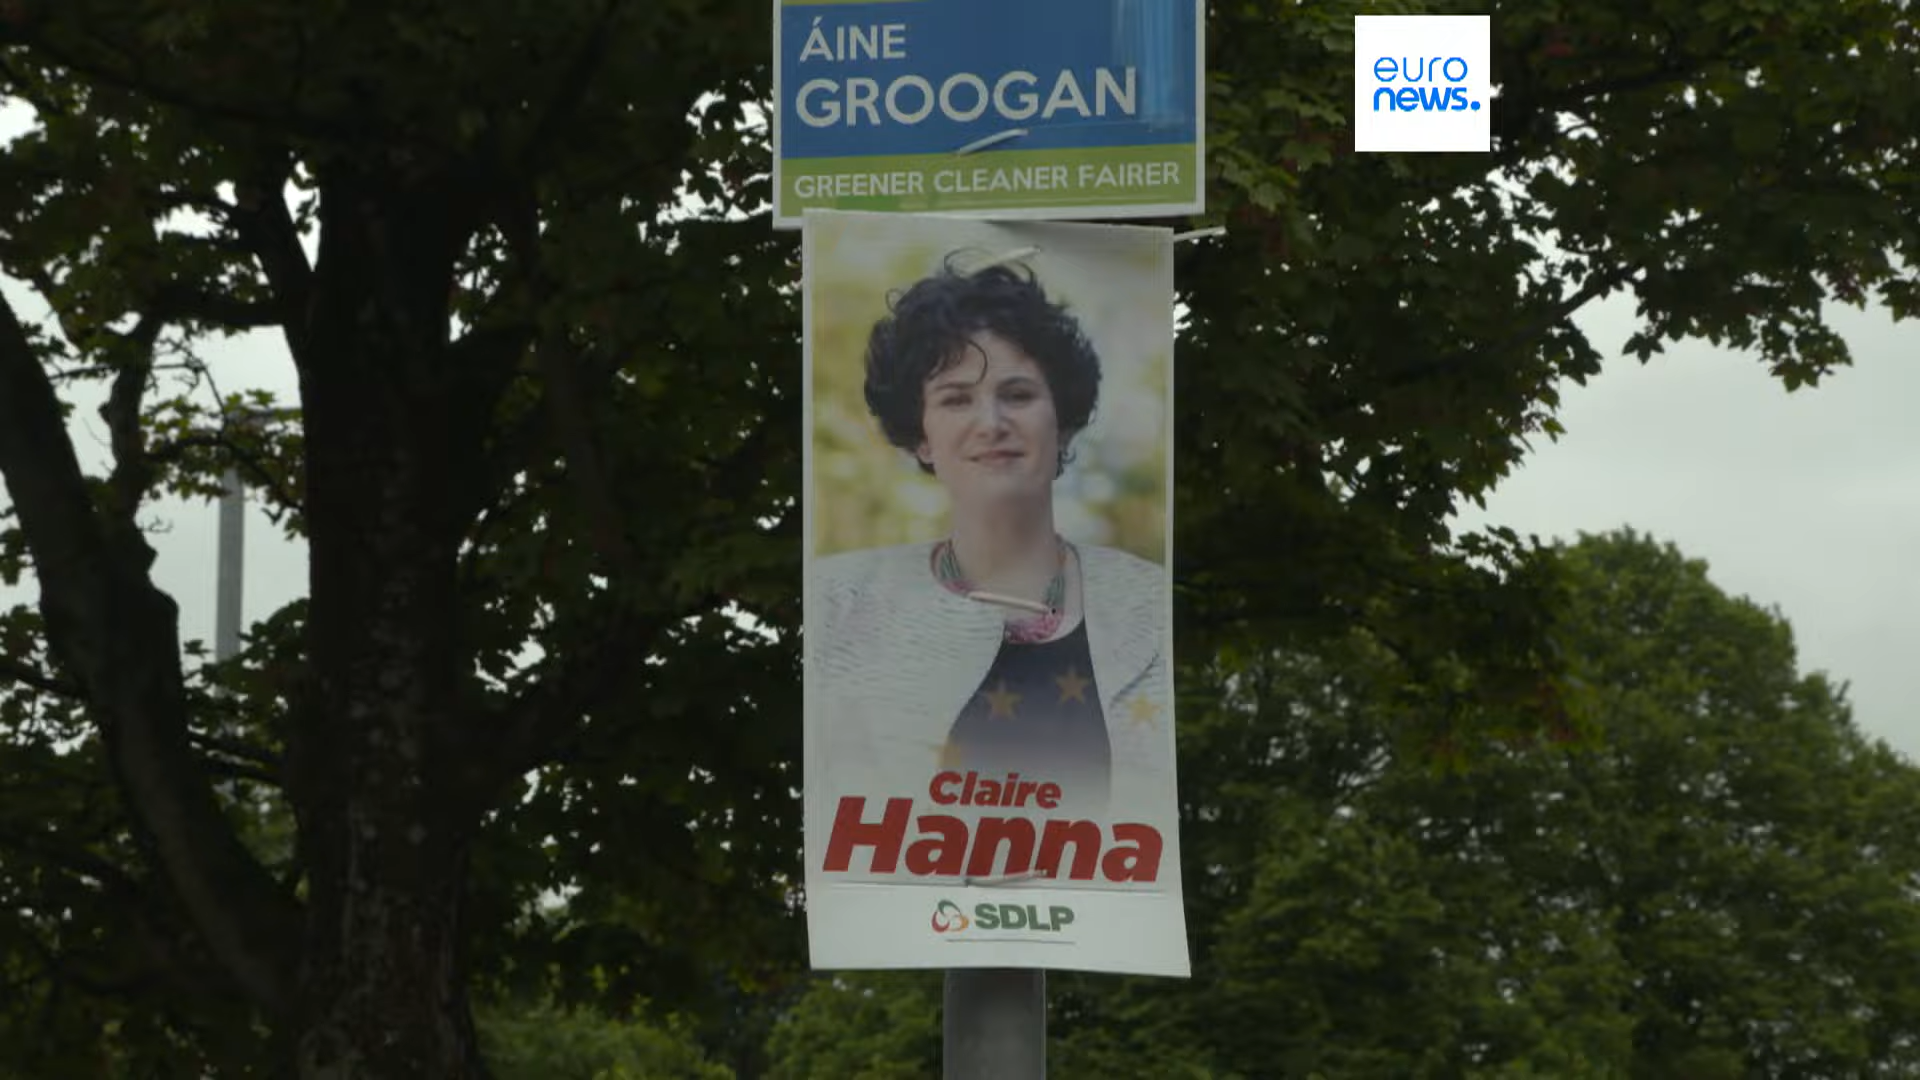 ÁINE
GROOGAN
GREENER CLEANER FAIRER
euro
news.
Claire
Hanna
SDLP